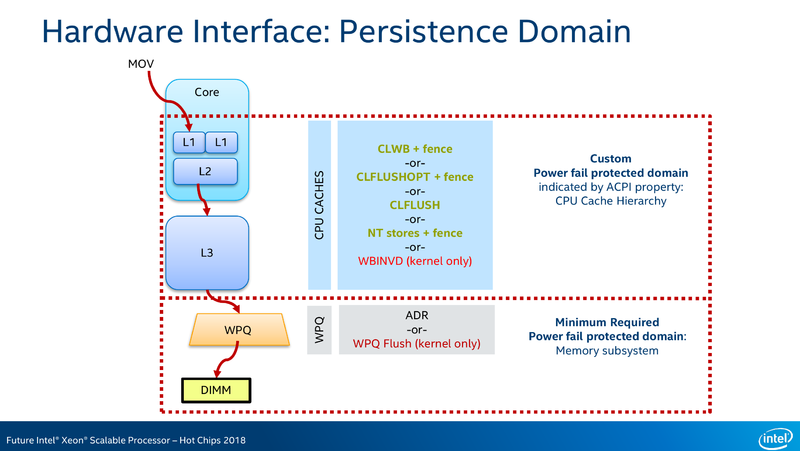 Hardware Interface: Persistence Domain
MOV
Core
L1
L1
L2
L3
WPQ
DIMM
CPU CACHES
CLWB + fence
-or-
CLFLUSHOPT + fence
-or-
CLFLUSH
-or-
NT stores + fence
-or-
WBINVD (kernel only)
Custom
Power fail protected domain
indicated by ACPI property:
CPU Cache Hierarchy
WPQ
ADR
-or-
WPQ Flush (kernel only)
Minimum Required
Power fail protected domain:
Memory subsystem
Future Intel® Xeon® Scalable Processor – Hot Chips 2018
intel